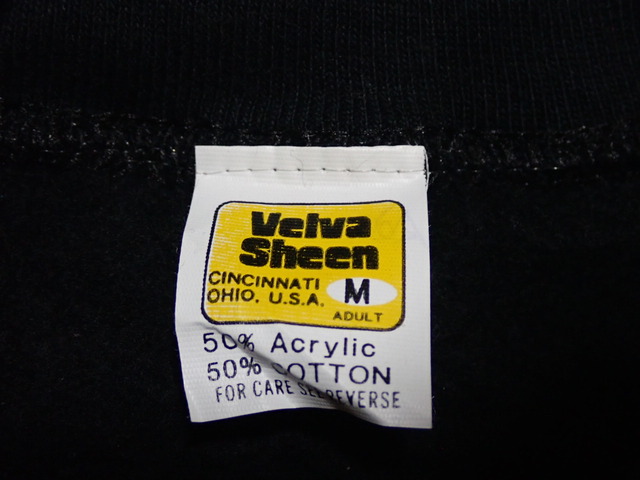 Velva
Sheen
CINCINNATI
OHIO, U.S.A.
M
ADULT
50% Acrylic
50% COTTON
FOR CARE SEE REVERSE